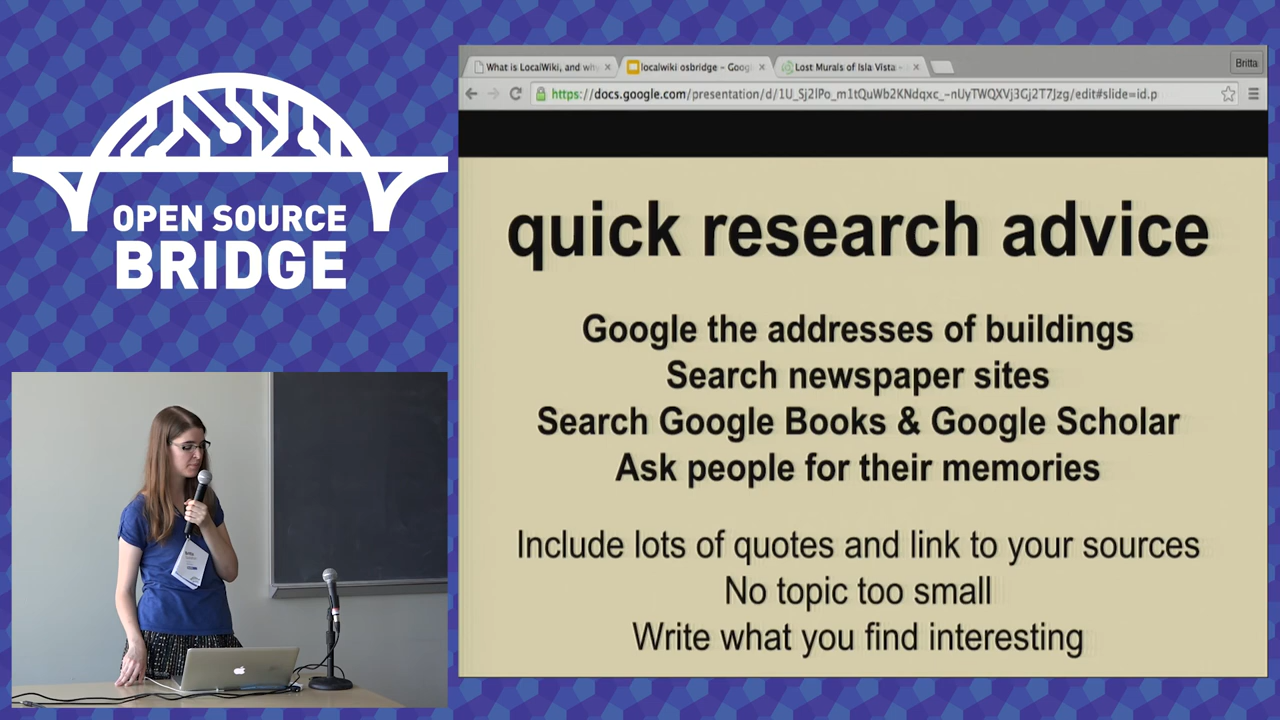 OPEN SOURCE
BRIDGE
What is LocalWiki, and why
localwiki osbridge – Goog
Lost Murals of Isla Vista –
Britta
https://docs.google.com/presentation/d/1U_Sj2lPo_m1tQuWb2KNdqxc_-nUyTWQXVj3Gj2T7Jzg/edit#slide=id.p
quick research advice
Google the addresses of buildings
Search newspaper sites
Search Google Books & Google Scholar
Ask people for their memories
Include lots of quotes and link to your sources
No topic too small
Write what you find interesting